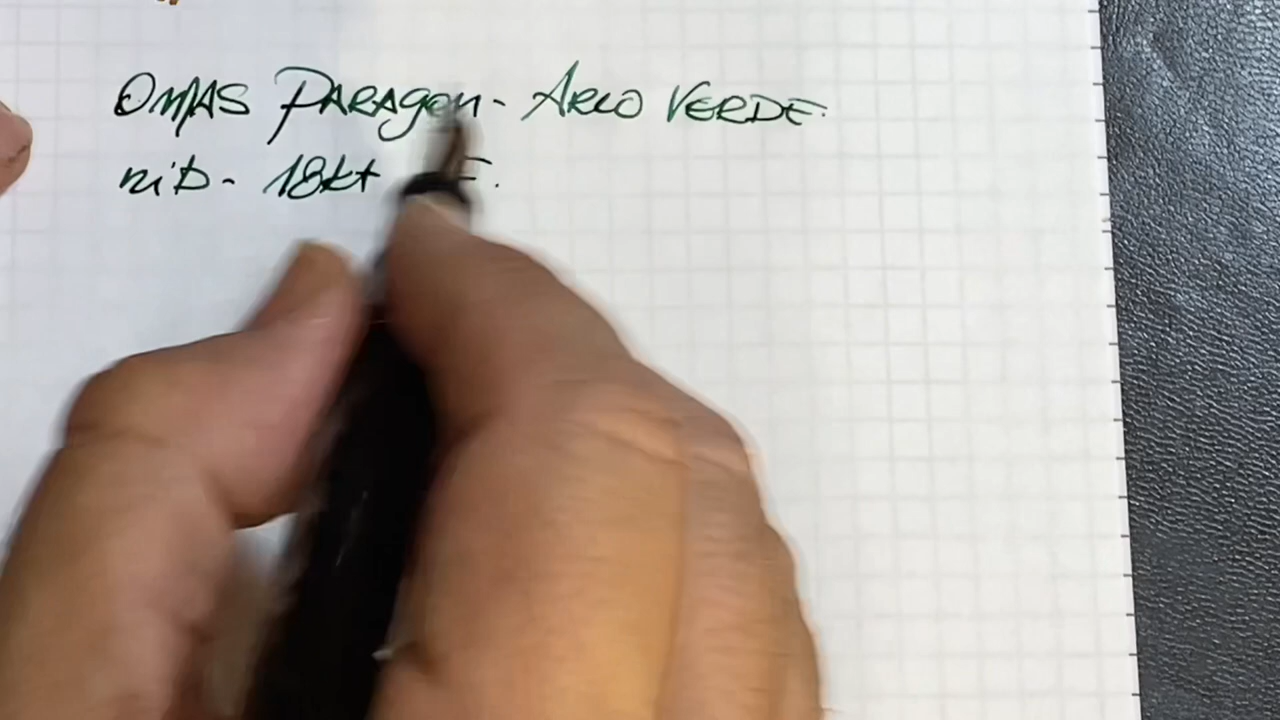 OMAS PARAGON - ARCO VERDE.
nib - 18kt F.